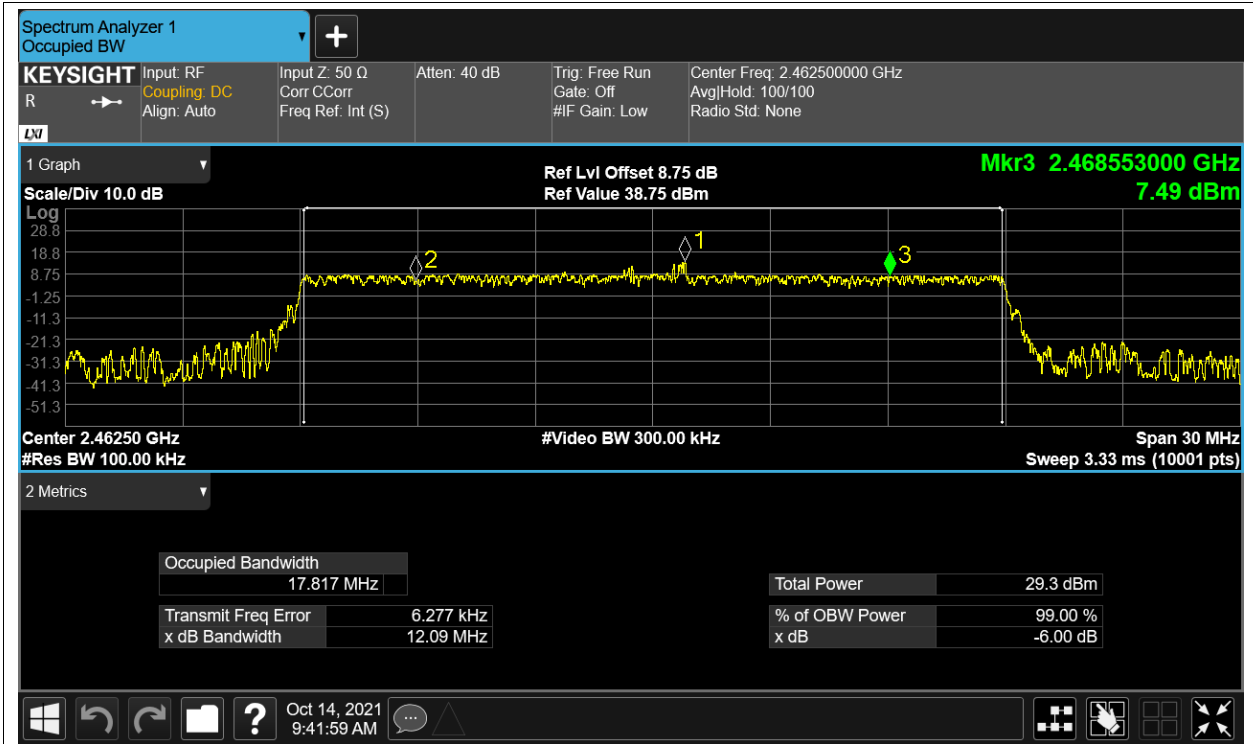 Spectrum Analyzer 1
Occupied BW
+
KEYSIGHT
R
LXI
Input: RF
Coupling: DC
Align: Auto
Input Z: 50 Ω
Corr CCorr
Freq Ref: Int (S)
Atten: 40 dB
Trig: Free Run
Gate: Off
#IF Gain: Low
Center Freq: 2.462500000 GHz
Avg|Hold: 100/100
Radio Std: None
1 Graph
Scale/Div 10.0 dB
Ref Lvl Offset 8.75 dB
Ref Value 38.75 dBm
Mkr3 2.468553000 GHz
7.49 dBm
Log
28.8
18.8
8.75
-1.25
-11.3
-21.3
-31.3
-41.3
-51.3
2
1
3
Center 2.46250 GHz
#Res BW 100.00 kHz
#Video BW 300.00 kHz
Span 30 MHz
Sweep 3.33 ms (10001 pts)
2 Metrics
Occupied Bandwidth
17.817 MHz
Transmit Freq Error 6.277 kHz
x dB Bandwidth 12.09 MHz
Total Power 29.3 dBm
% of OBW Power 99.00 %
x dB -6.00 dB
?
Oct 14, 2021
9:41:59 AM